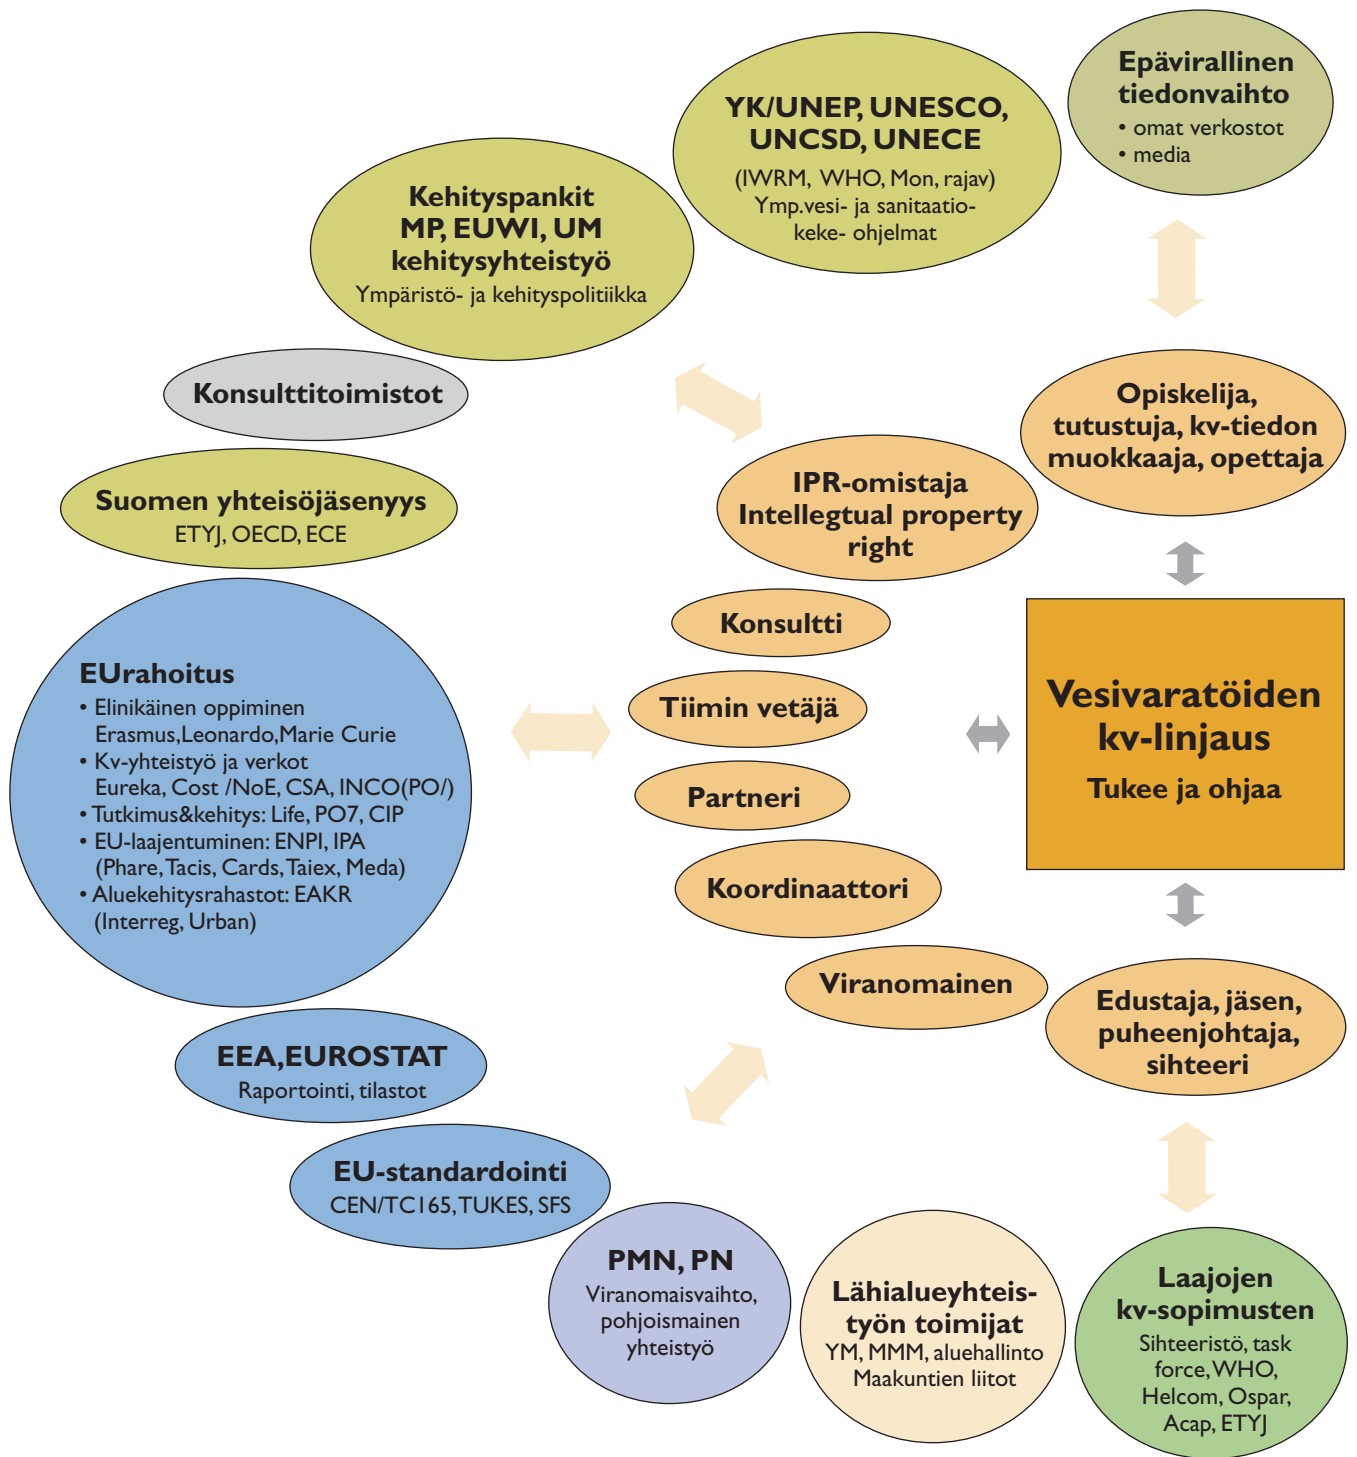 Epävirallinen
tiedonvaihto
• omat verkostot
• media
YK/UNEP, UNESCO,
UNCSD, UNECE
(IWRM, WHO, Mon, rajav)
Ymp.vesi- ja sanitaatio-
keke- ohjelmat
Kehityspankit
MP, EUWI, UM
kehitysyhteistyö
Ympäristö- ja kehityspolitiikka
Konsulttitoimistot
Suomen yhteisöjäsenyys
ETYJ, OECD, ECE
EUrahoitus
• Elinikäinen oppiminen
Erasmus,Leonardo,Marie Curie
• Kv-yhteistyö ja verkot
Eureka, Cost /NoE, CSA, INCO(PO/)
• Tutkimus&kehitys: Life, PO7, CIP
• EU-laajentuminen: ENPI, IPA
(Phare, Tacis, Cards, Taiex, Meda)
• Aluekehitysrahastot: EAKR
(Interreg, Urban)
EEA,EUROSTAT
Raportointi, tilastot
EU-standardointi
CEN/TC165, TUKES, SFS
PMN, PN
Viranomaisvaihto,
pohjoismainen
yhteistyö
Lähialueyhteis-
työn toimijat
YM, MMM, aluehallinto
Maakuntien liitot
Laajojen
kv-sopimusten
Sihteeristö, task
force, WHO,
Helcom, Ospar,
Acap, ETYJ
Opiskelija,
tutustuja, kv-tiedon
muokkaaja, opettaja
IPR-omistaja
Intellegtual property
right
Konsultti
Tiimin vetäjä
Partneri
Koordinaattori
Viranomainen
Edustaja, jäsen,
puheenjohtaja,
sihteeri
Vesivaratöiden
kv-linjaus
Tukee ja ohjaa